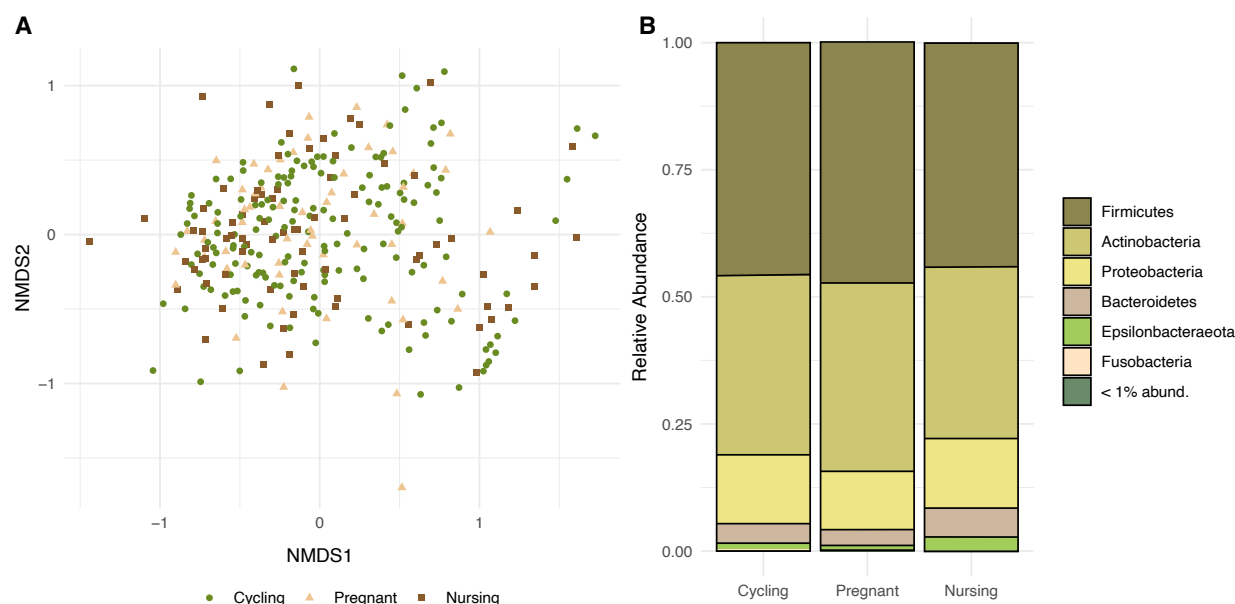 A
1
0
−1
NMDS2
−1
0
1
NMDS1
Cycling
Pregnant
Nursing
B
1.00
0.75
0.50
0.25
0.00
Relative Abundance
Cycling
Pregnant
Nursing
Firmicutes
Actinobacteria
Proteobacteria
Bacteroidetes
Epsilonbacteraeota
Fusobacteria
< 1% abund.